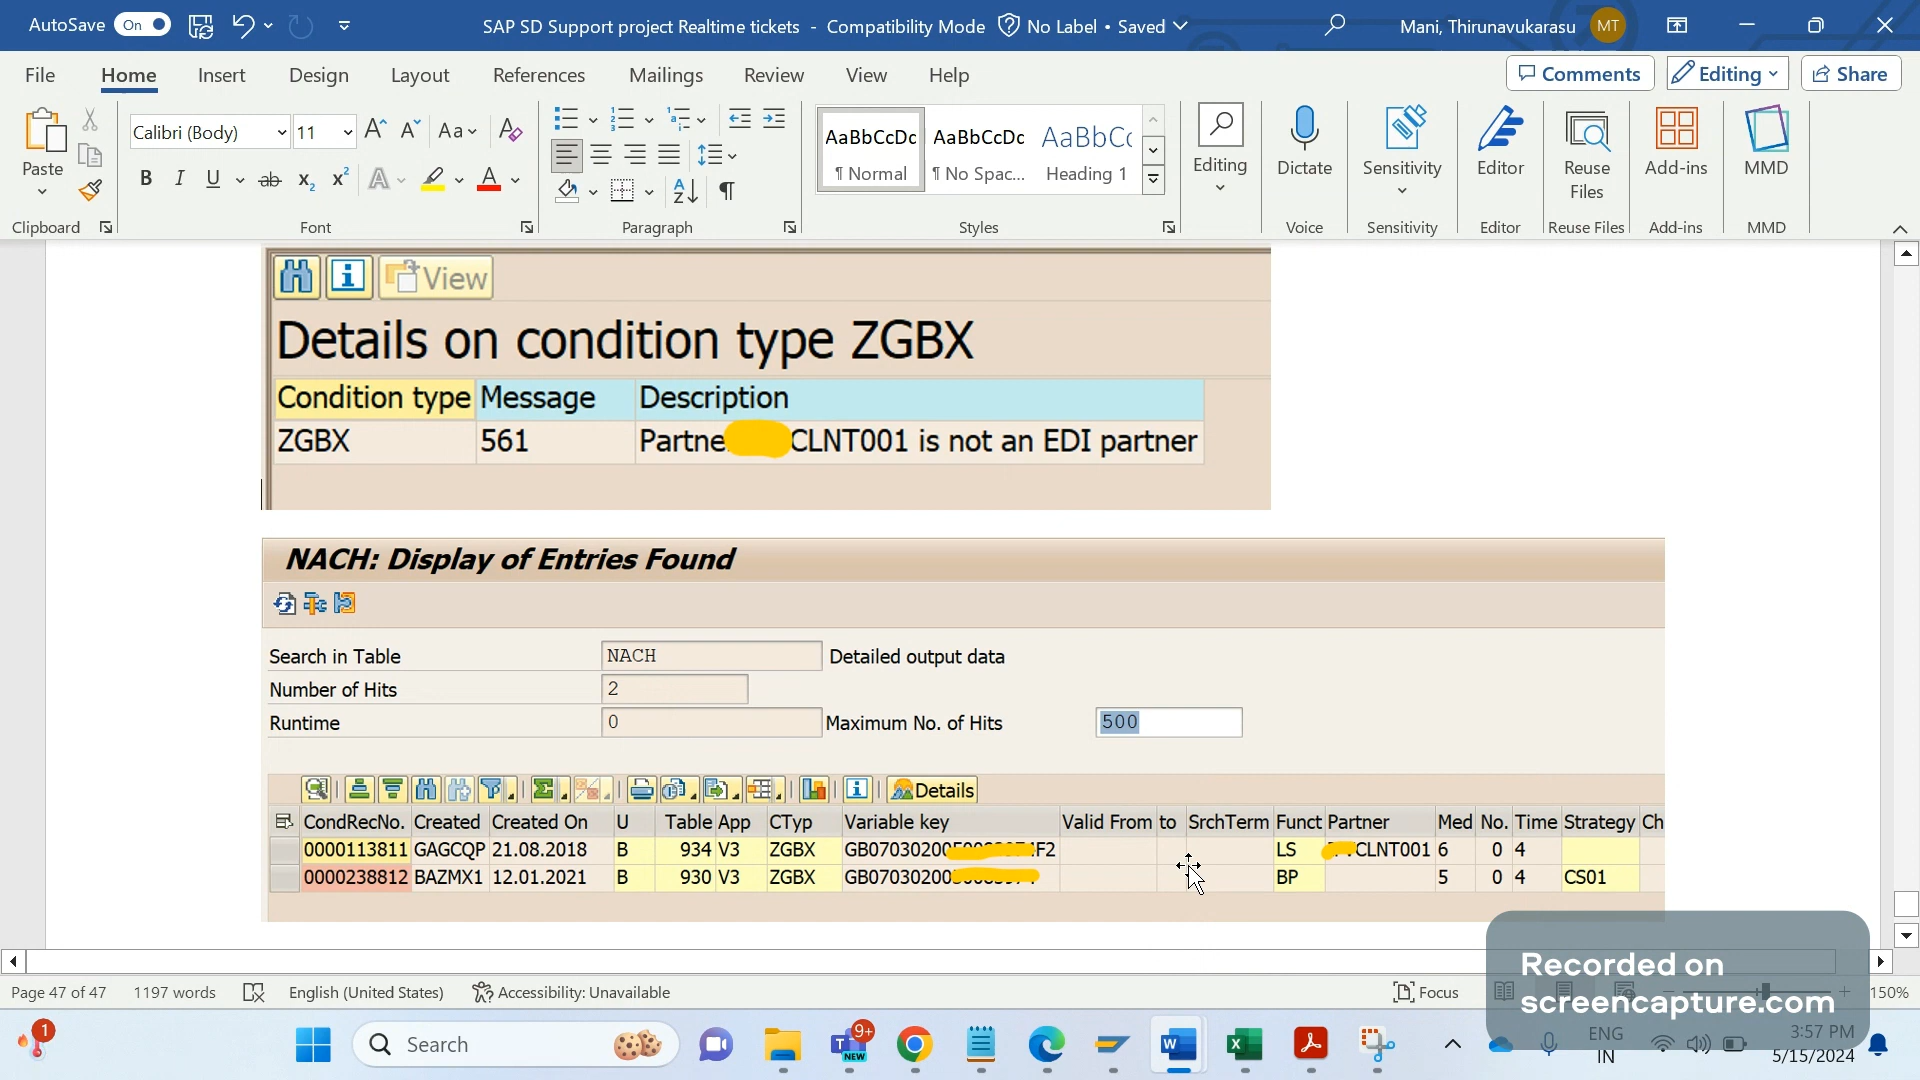 AutoSave On SAP SD Support project Realtime tickets - Compatibility Mode No Label • Saved Mani, Thirunavukarasu MT
File Home Insert Design Layout References Mailings Review View Help Comments Editing Share
Calibri (Body) 11 Aa
AaBbCcDc AaBbCcDc AaBbCc
Paste ¶ Normal ¶ No Spac... Heading 1 Editing Dictate Sensitivity Editor Reuse Files Add-ins MMD
Clipboard Font Paragraph Styles Voice Sensitivity Editor Reuse Files Add-ins MMD
View
Details on condition type ZGBX
Condition type Message Description
ZGBX 561 Partne CLNT001 is not an EDI partner
NACH: Display of Entries Found
Search in Table NACH Detailed output data
Number of Hits 2
Runtime 0 Maximum No. of Hits 500
Details
CondRecNo. Created Created On U Table App CTyp Variable key Valid From to SrchTerm Funct Partner Med No. Time Strategy Ch
0000113811 GAGCQP 21.08.2018 B 934 V3 ZGBX LS CLNT001 6 0 4
0000238812 BAZMX1 12.01.2021 B 930 V3 ZGBX BP 5 0 4 CS01
Page 47 of 47 1197 words English (United States) Accessibility: Unavailable Focus 150%
Recorded on
screencapture.com
1 Search 9+ NEW ENG
IN 3:57 PM
5/15/2024